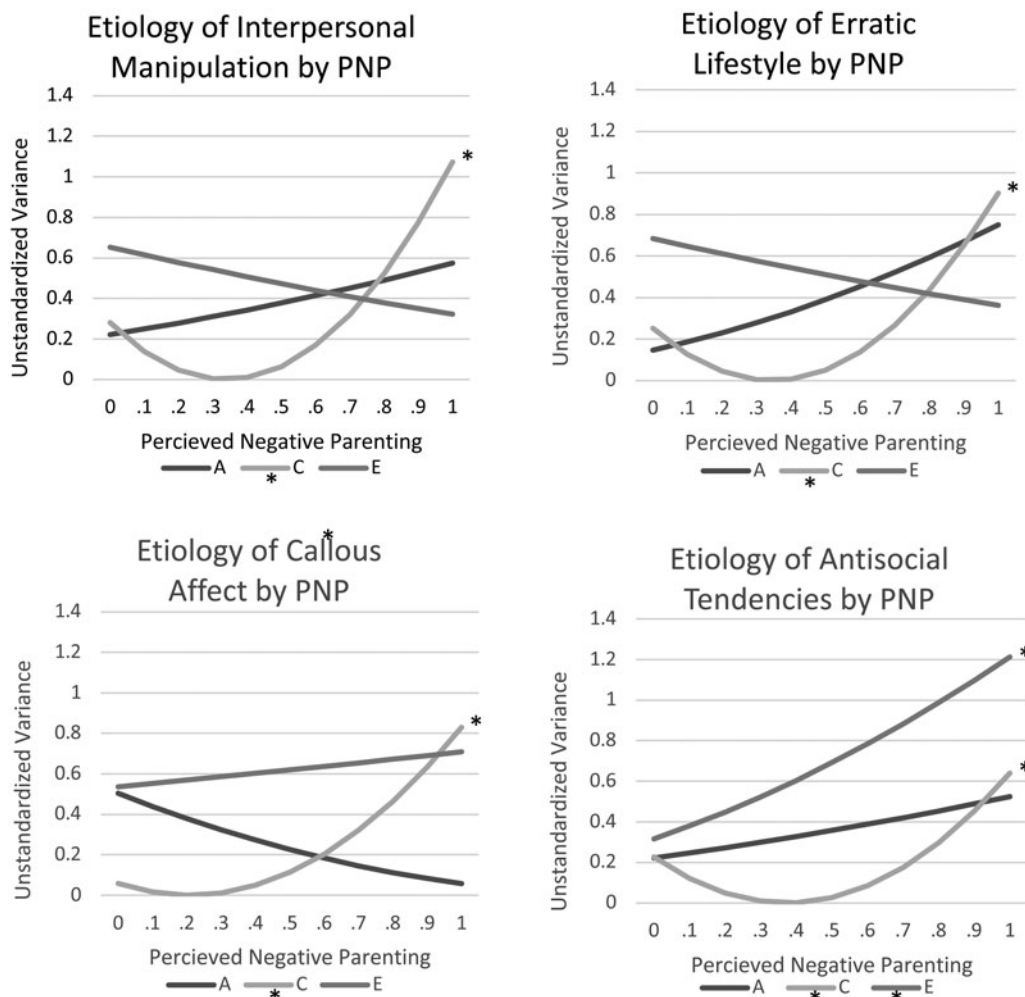 Etiology of Interpersonal
Manipulation by PNP
Unstandardized Variance
1.4
1.2
1
0.8
0.6
0.4
0.2
0
*
0 .1 .2 .3 .4 .5 .6 .7 .8 .9 1
Percieved Negative Parenting
A C E
*
Etiology of Erratic
Lifestyle by PNP
Unstandardized Variance
1.4
1.2
1
0.8
0.6
0.4
0.2
0
*
0 .1 .2 .3 .4 .5 .6 .7 .8 .9 1
Percieved Negative Parenting
A C E
*
*
Etiology of Callous
Affect by PNP
Unstandardized Variance
1.4
1.2
1
0.8
0.6
0.4
0.2
0
*
0 .1 .2 .3 .4 .5 .6 .7 .8 .9 1
Percieved Negative Parenting
A C E
*
Etiology of Antisocial
Tendencies by PNP
Unstandardized Variance
1.4
1.2
1
0.8
0.6
0.4
0.2
0
*
*
0 .1 .2 .3 .4 .5 .6 .7 .8 .9 1
Percieved Negative Parenting
A C E
* *